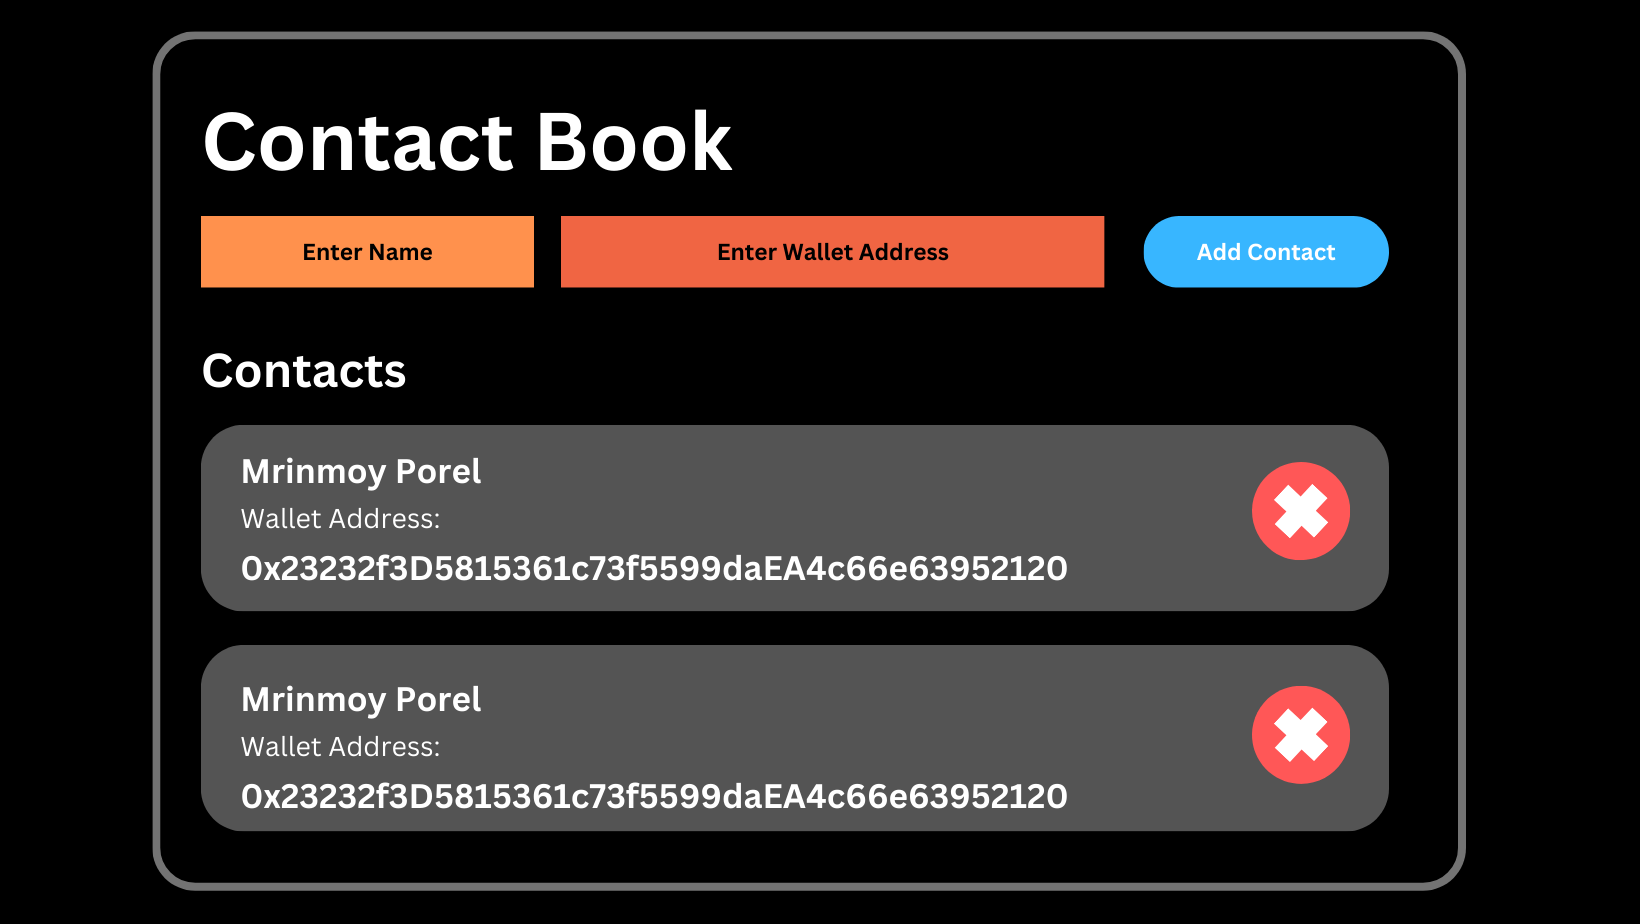 Contact Book
Enter Name
Enter Wallet Address
Add Contact
Contacts
Mrinmoy Porel
Wallet Address:
0x23232f3D5815361c73f5599daEA4c66e63952120
Mrinmoy Porel
Wallet Address:
0x23232f3D5815361c73f5599daEA4c66e63952120